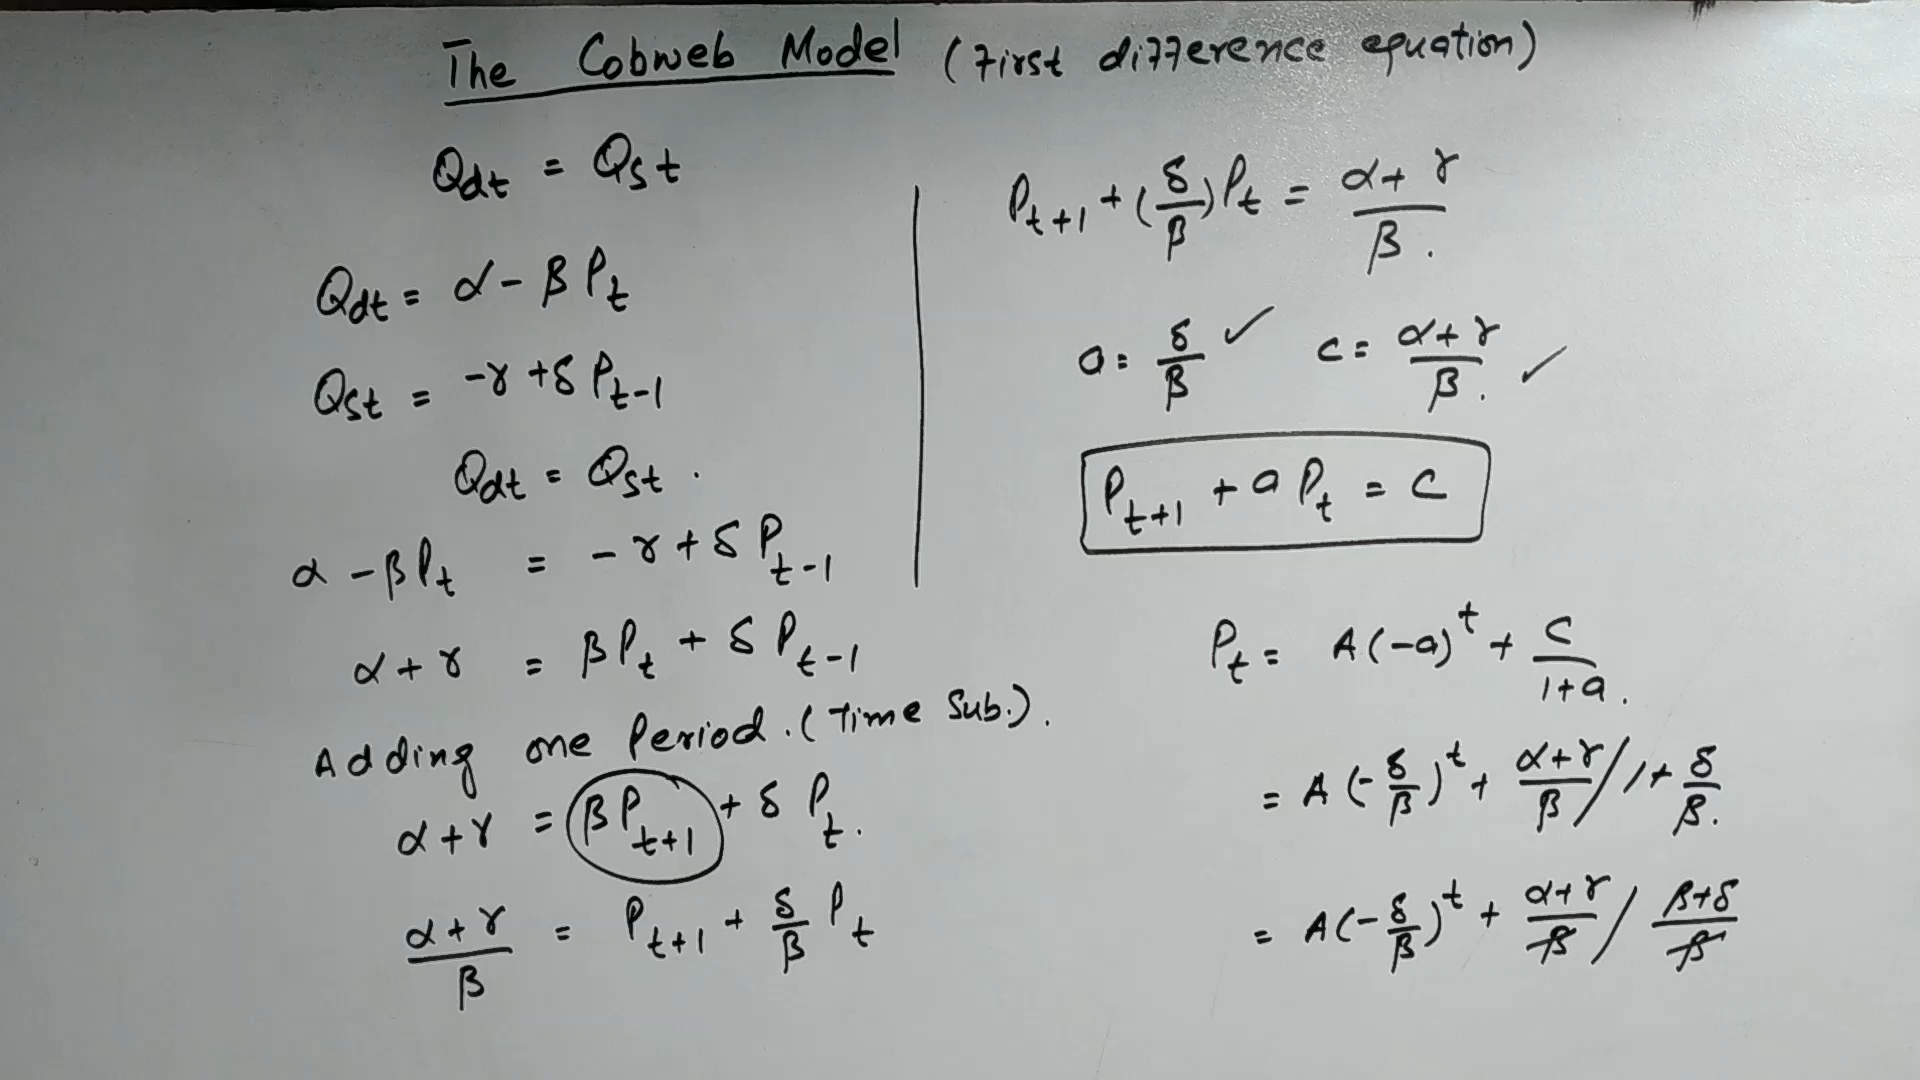 The Cobweb Model (First difference equation)
Qdt = Qst
Qdt = α - β Pt
Qst = -γ + δ Pt-1
Qdt = Qst .
α - βPt = - γ + δ Pt-1
α + γ = βPt + δ Pt-1
Adding one Period. (Time Sub.).
α + γ = βPt+1 + δ Pt.
α + γ / β = Pt+1 + δ/β Pt
Pt+1 + (δ/β) Pt = α + γ / β.
a = δ/β ✓ c = α + γ / β. ✓
Pt+1 + a Pt = c
Pt = A(-a)^t + c / 1+a.
= A(-δ/β)^t + α+γ/β / 1 + δ/β.
= A(-δ/β)^t + α+γ/β / β+δ/β